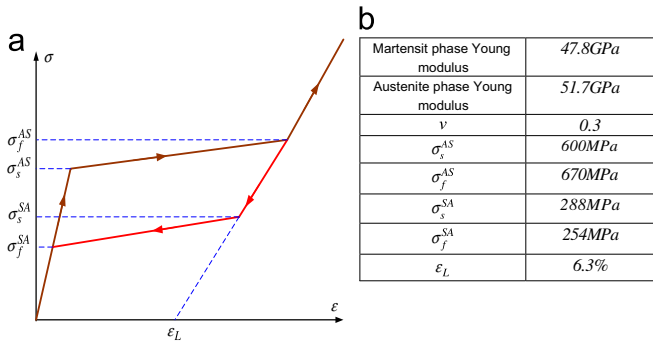 a
σ
σ_f^{AS}
σ_s^{AS}
σ_s^{SA}
σ_f^{SA}
ε_L
ε
b
Martensit phase Young modulus 47.8GPa
Austenite phase Young modulus 51.7GPa
ν 0.3
σ_s^{AS} 600MPa
σ_f^{AS} 670MPa
σ_s^{SA} 288MPa
σ_f^{SA} 254MPa
ε_L 6.3%